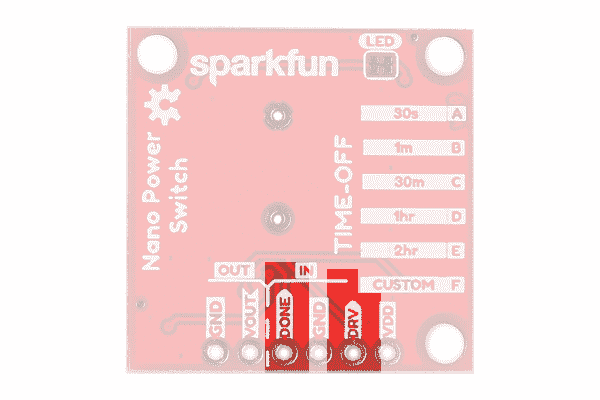 LED
sparkfun
Nano Power
Switch
TIME-OFF
30s A
1m B
30m C
1hr D
2hr E
CUSTOM F
OUT IN
GND
VOUT
DONE
GND
DRV
VDD